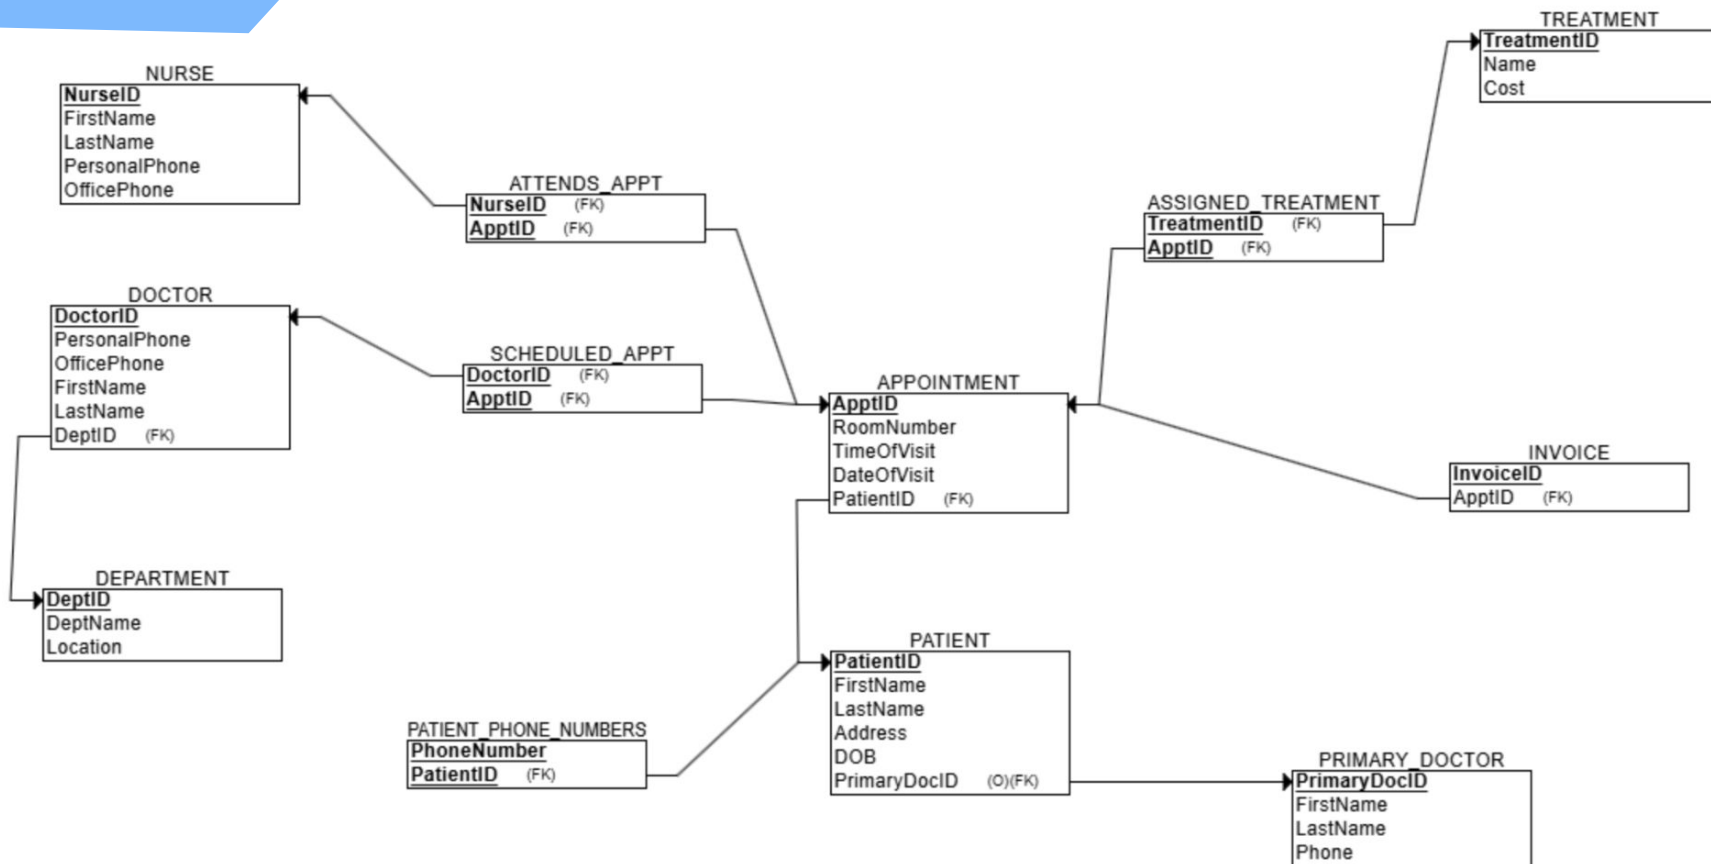 TREATMENT
TreatmentID
Name
Cost
NURSE
NurseID
FirstName
LastName
PersonalPhone
OfficePhone
ATTENDS_APPT
NurseID (FK)
ApptID (FK)
ASSIGNED_TREATMENT
TreatmentID (FK)
ApptID (FK)
DOCTOR
DoctorID
PersonalPhone
OfficePhone
FirstName
LastName
DeptID (FK)
SCHEDULED_APPT
DoctorID (FK)
ApptID (FK)
APPOINTMENT
ApptID
RoomNumber
TimeOfVisit
DateOfVisit
PatientID (FK)
INVOICE
InvoiceID
ApptID (FK)
DEPARTMENT
DeptID
DeptName
Location
PATIENT
PatientID
FirstName
LastName
Address
DOB
PrimaryDocID (O)(FK)
PATIENT_PHONE_NUMBERS
PhoneNumber
PatientID (FK)
PRIMARY_DOCTOR
PrimaryDocID
FirstName
LastName
Phone